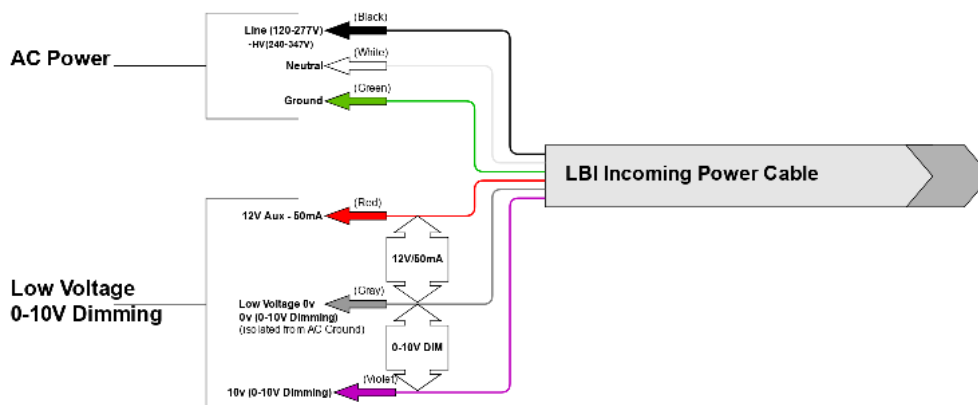 (Black)
Line (120-277V)
-HV(240-347V)
AC Power
(White)
Neutral
(Green)
Ground
LBI Incoming Power Cable
(Red)
12V Aux - 50mA
12V/50mA
Low Voltage
0-10V Dimming
(Gray)
Low Voltage 0v
0v (0-10V Dimming)
(isolated from AC Ground)
0-10V DIM
(Violet)
10v (0-10V Dimming)